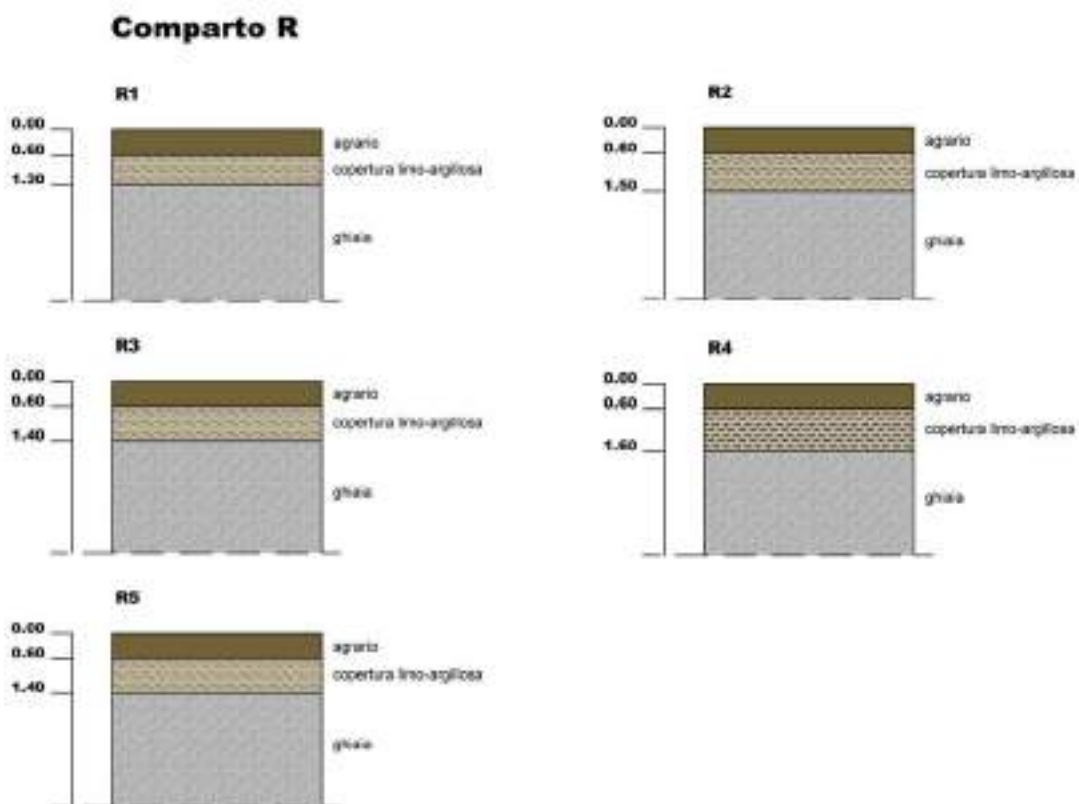 Comparto R
R1
0.00
0.60
1.30
agrario
copertura limo-argillosa
ghiaia
R2
0.00
0.60
1.50
agrario
copertura limo-argillosa
ghiaia
R3
0.00
0.60
1.40
agrario
copertura limo-argillosa
ghiaia
R4
0.00
0.60
1.60
agrario
copertura limo-argillosa
ghiaia
R5
0.00
0.60
1.40
agrario
copertura limo-argillosa
ghiaia